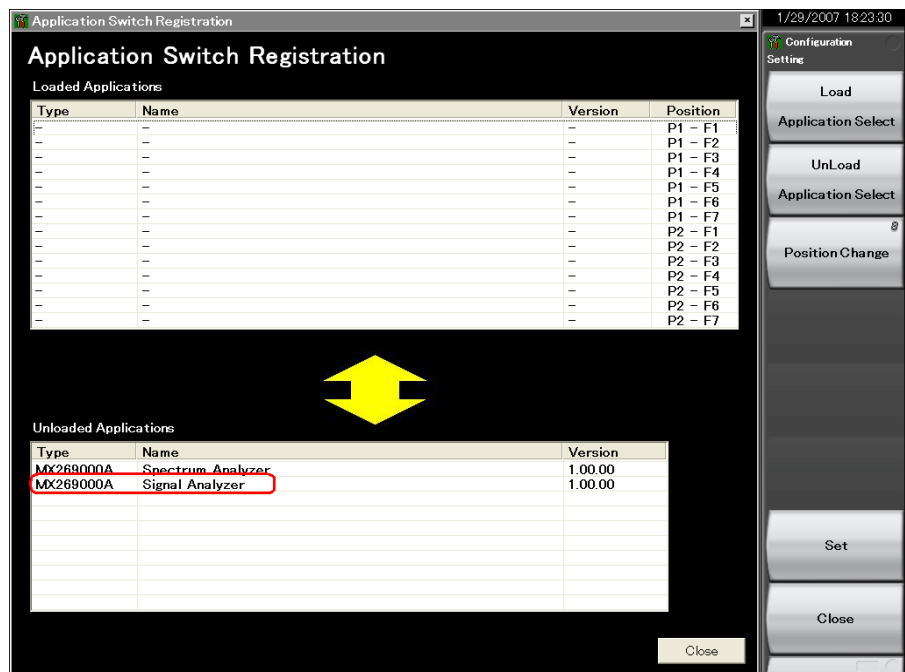 Application Switch Registration
1/29/2007 18:23:30
Application Switch Registration
Loaded Applications
Type Name Version Position
- - - P1 - F1
- - - P1 - F2
- - - P1 - F3
- - - P1 - F4
- - - P1 - F5
- - - P1 - F6
- - - P1 - F7
- - - P2 - F1
- - - P2 - F2
- - - P2 - F3
- - - P2 - F4
- - - P2 - F5
- - - P2 - F6
- - - P2 - F7
Unloaded Applications
Type Name Version
MX269000A Spectrum Analyzer 1.00.00
MX269000A Signal Analyzer 1.00.00
Close
Configuration
Setting
Load
Application Select
UnLoad
Application Select
Position Change
Set
Close